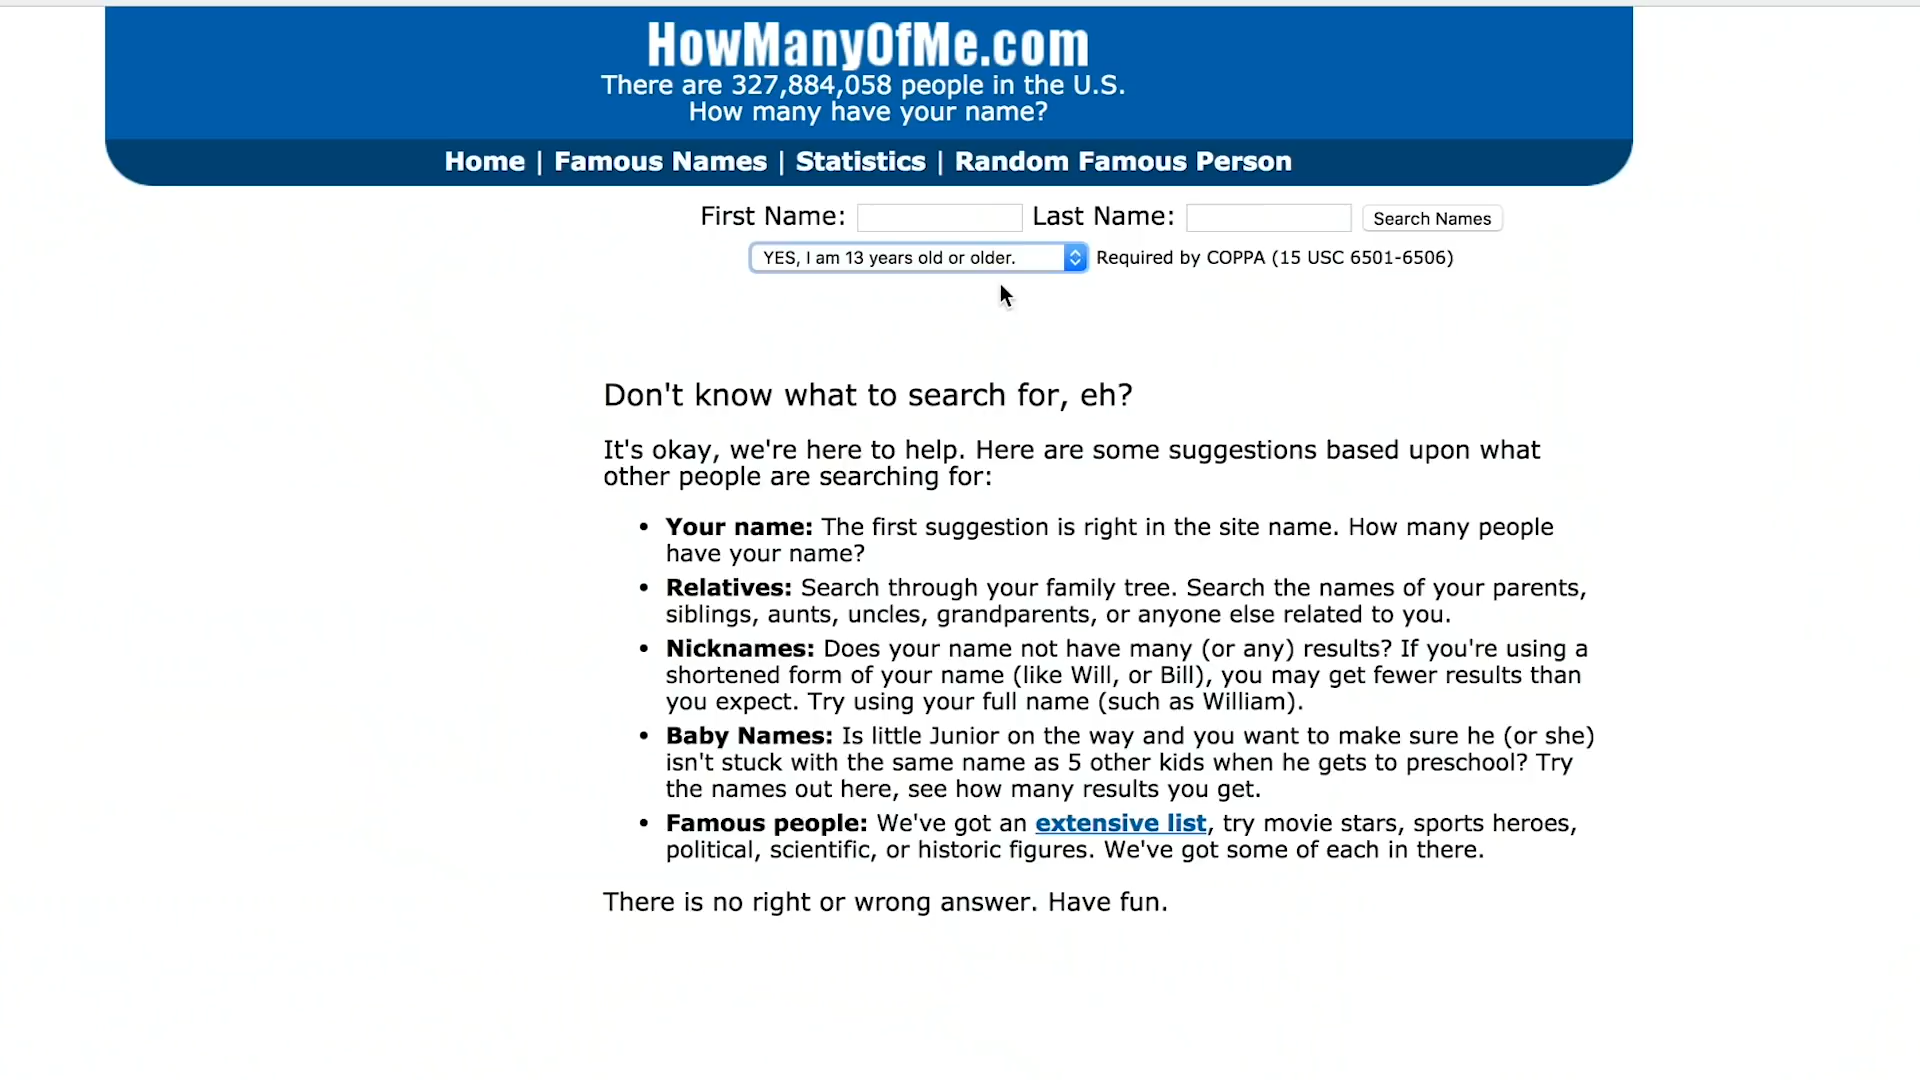 HowManyOfMe.com
There are 327,884,058 people in the U.S.
How many have your name?
Home | Famous Names | Statistics | Random Famous Person
First Name: Last Name: Search Names
YES, I am 13 years old or older. Required by COPPA (15 USC 6501-6506)
Don't know what to search for, eh?
It's okay, we're here to help. Here are some suggestions based upon what
other people are searching for:
• Your name: The first suggestion is right in the site name. How many people
have your name?
• Relatives: Search through your family tree. Search the names of your parents,
siblings, aunts, uncles, grandparents, or anyone else related to you.
• Nicknames: Does your name not have many (or any) results? If you're using a
shortened form of your name (like Will, or Bill), you may get fewer results than
you expect. Try using your full name (such as William).
• Baby Names: Is little Junior on the way and you want to make sure he (or she)
isn't stuck with the same name as 5 other kids when he gets to preschool? Try
the names out here, see how many results you get.
• Famous people: We've got an extensive list, try movie stars, sports heroes,
political, scientific, or historic figures. We've got some of each in there.
There is no right or wrong answer. Have fun.